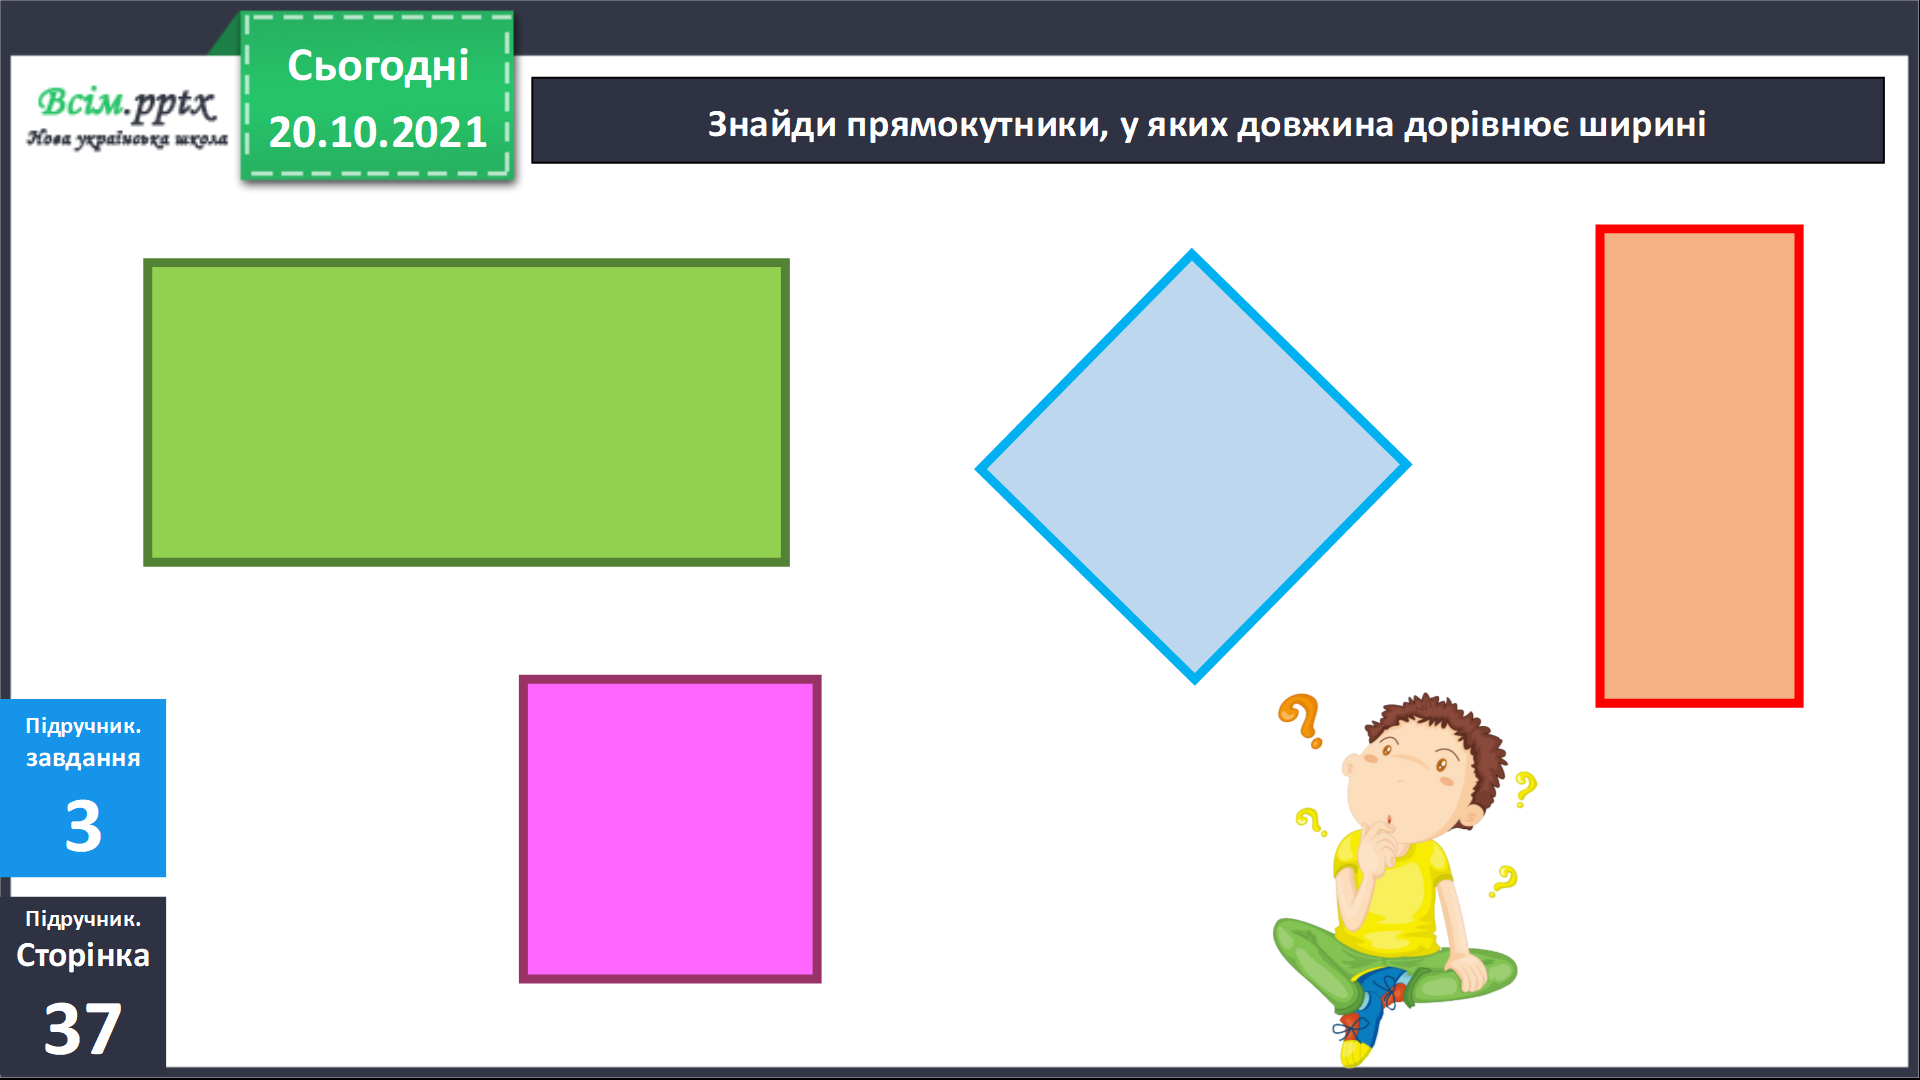 Всім.pptx
Нова українська школа
Сьогодні
20.10.2021
Знайди прямокутники, у яких довжина дорівнює ширині
?
?
?
?
Підручник.
завдання
3
Підручник.
Сторінка
37